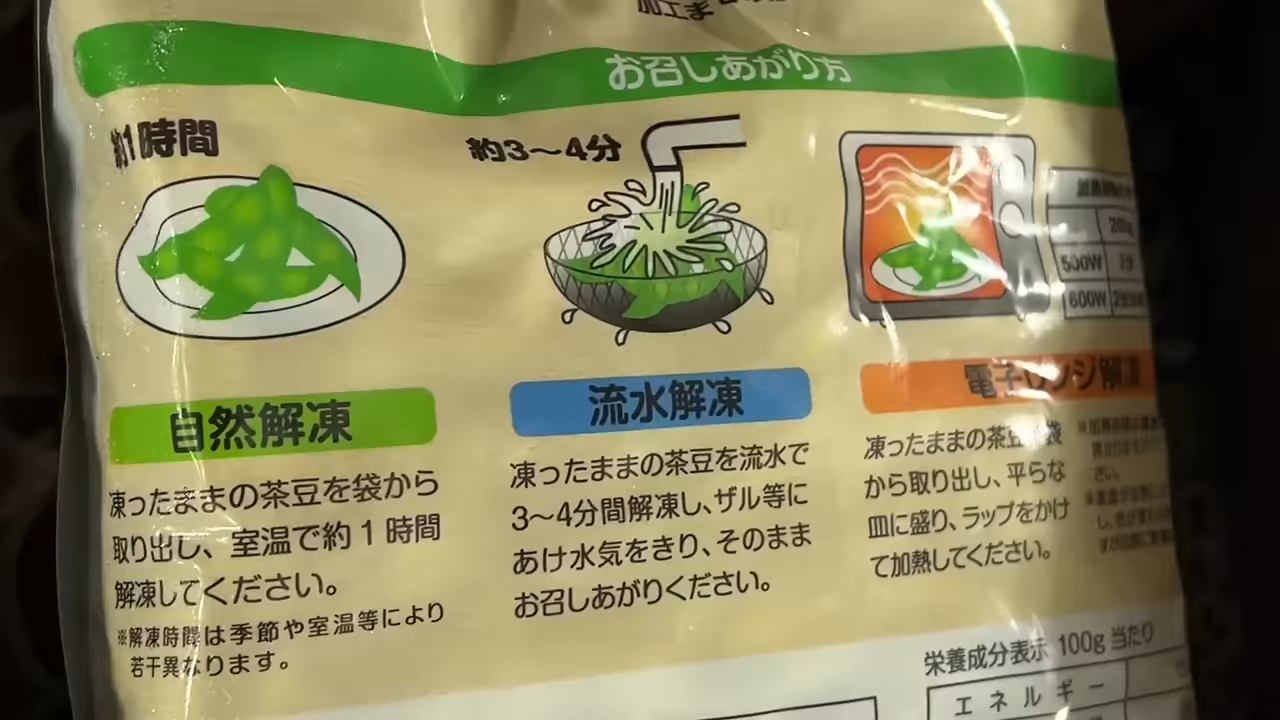 お召しあがり方
約1時間
約3〜4分
500W
600W
自然解凍
流水解凍
電子レンジ解凍
凍ったままの茶豆を袋から
取り出し、室温で約1時間
解凍してください。
※解凍時間は季節や室温等により
若干異なります。
凍ったままの茶豆を流水で
3〜4分間解凍し、ザル等に
あけ水気をきり、そのまま
お召しあがりください。
凍ったままの茶豆を袋
から取り出し、平らな
皿に盛り、ラップをかけ
て加熱してください。
栄養成分表示 100g 当たり
エネルギー